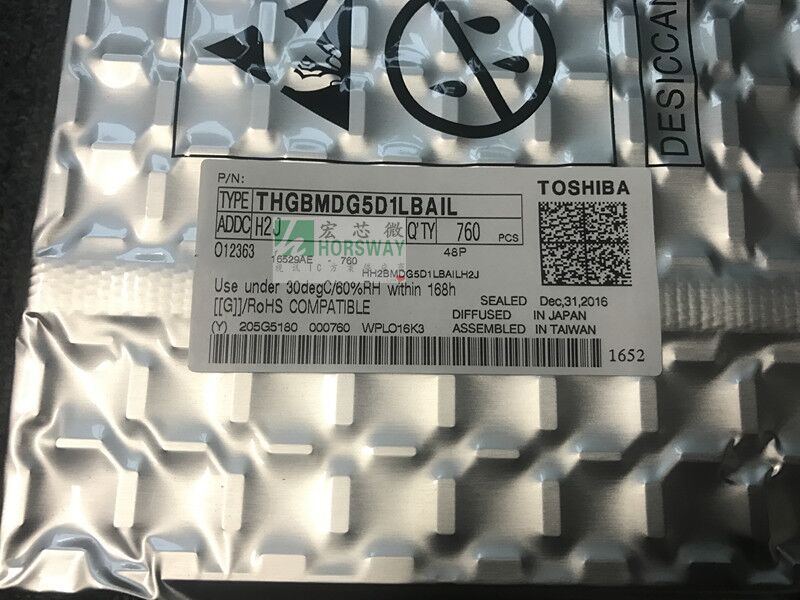 DESICCAN
P/N:
TOSHIBA
TYPE THGBMDG5D1LBAIL
ADDC H2J Q'TY 760 PCS
012363 48P
16529AE - 760
HH2BMDG5D1LBAILH2J
宏芯微
HORSWAY
Use under 30degC/60%RH within 168h
[[G]]/RoHS COMPATIBLE
SEALED Dec,31,2016
DIFFUSED IN JAPAN
(Y) 205G5180 000760 WPLO16K3 ASSEMBLED IN TAIWAN
1652